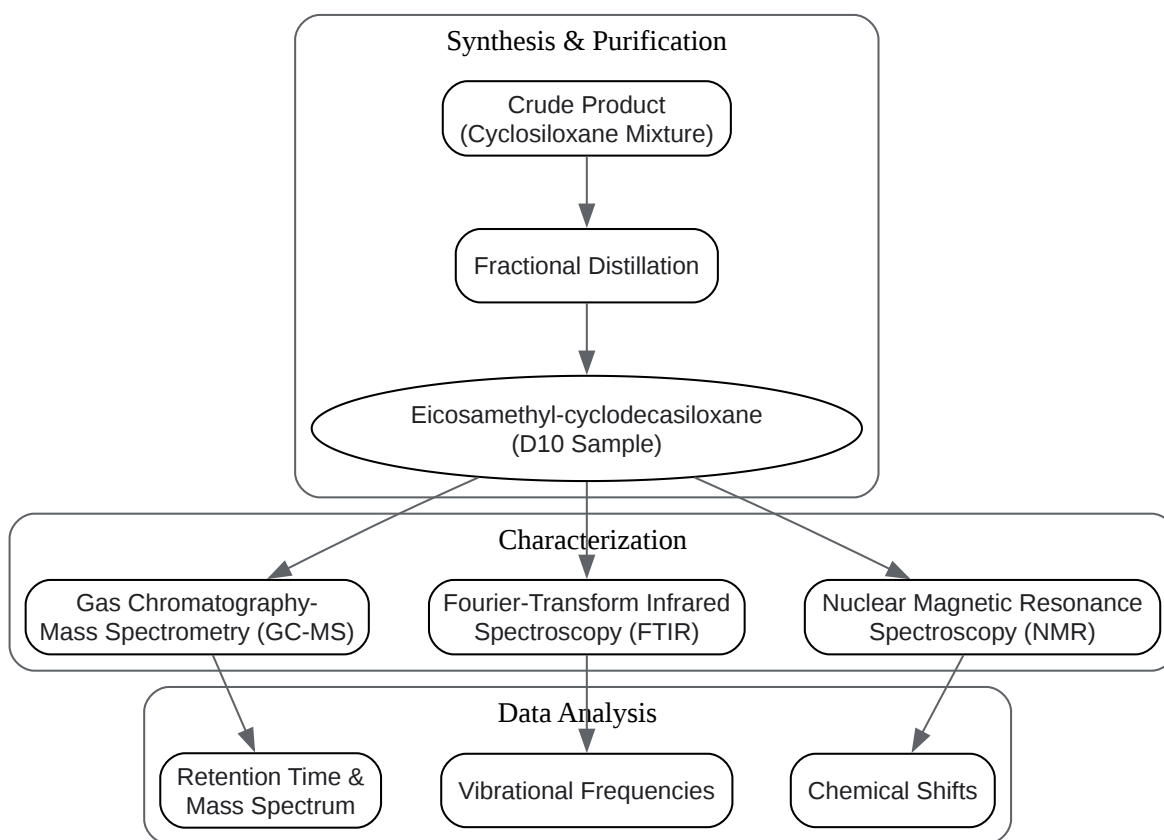 Synthesis & Purification
Crude Product
(Cyclosiloxane Mixture)
Fractional Distillation
Eicosamethyl-cyclodecasiloxane
(D10 Sample)
Characterization
Gas Chromatography-
Mass Spectrometry (GC-MS)
Fourier-Transform Infrared
Spectroscopy (FTIR)
Nuclear Magnetic Resonance
Spectroscopy (NMR)
Data Analysis
Retention Time &
Mass Spectrum
Vibrational Frequencies
Chemical Shifts